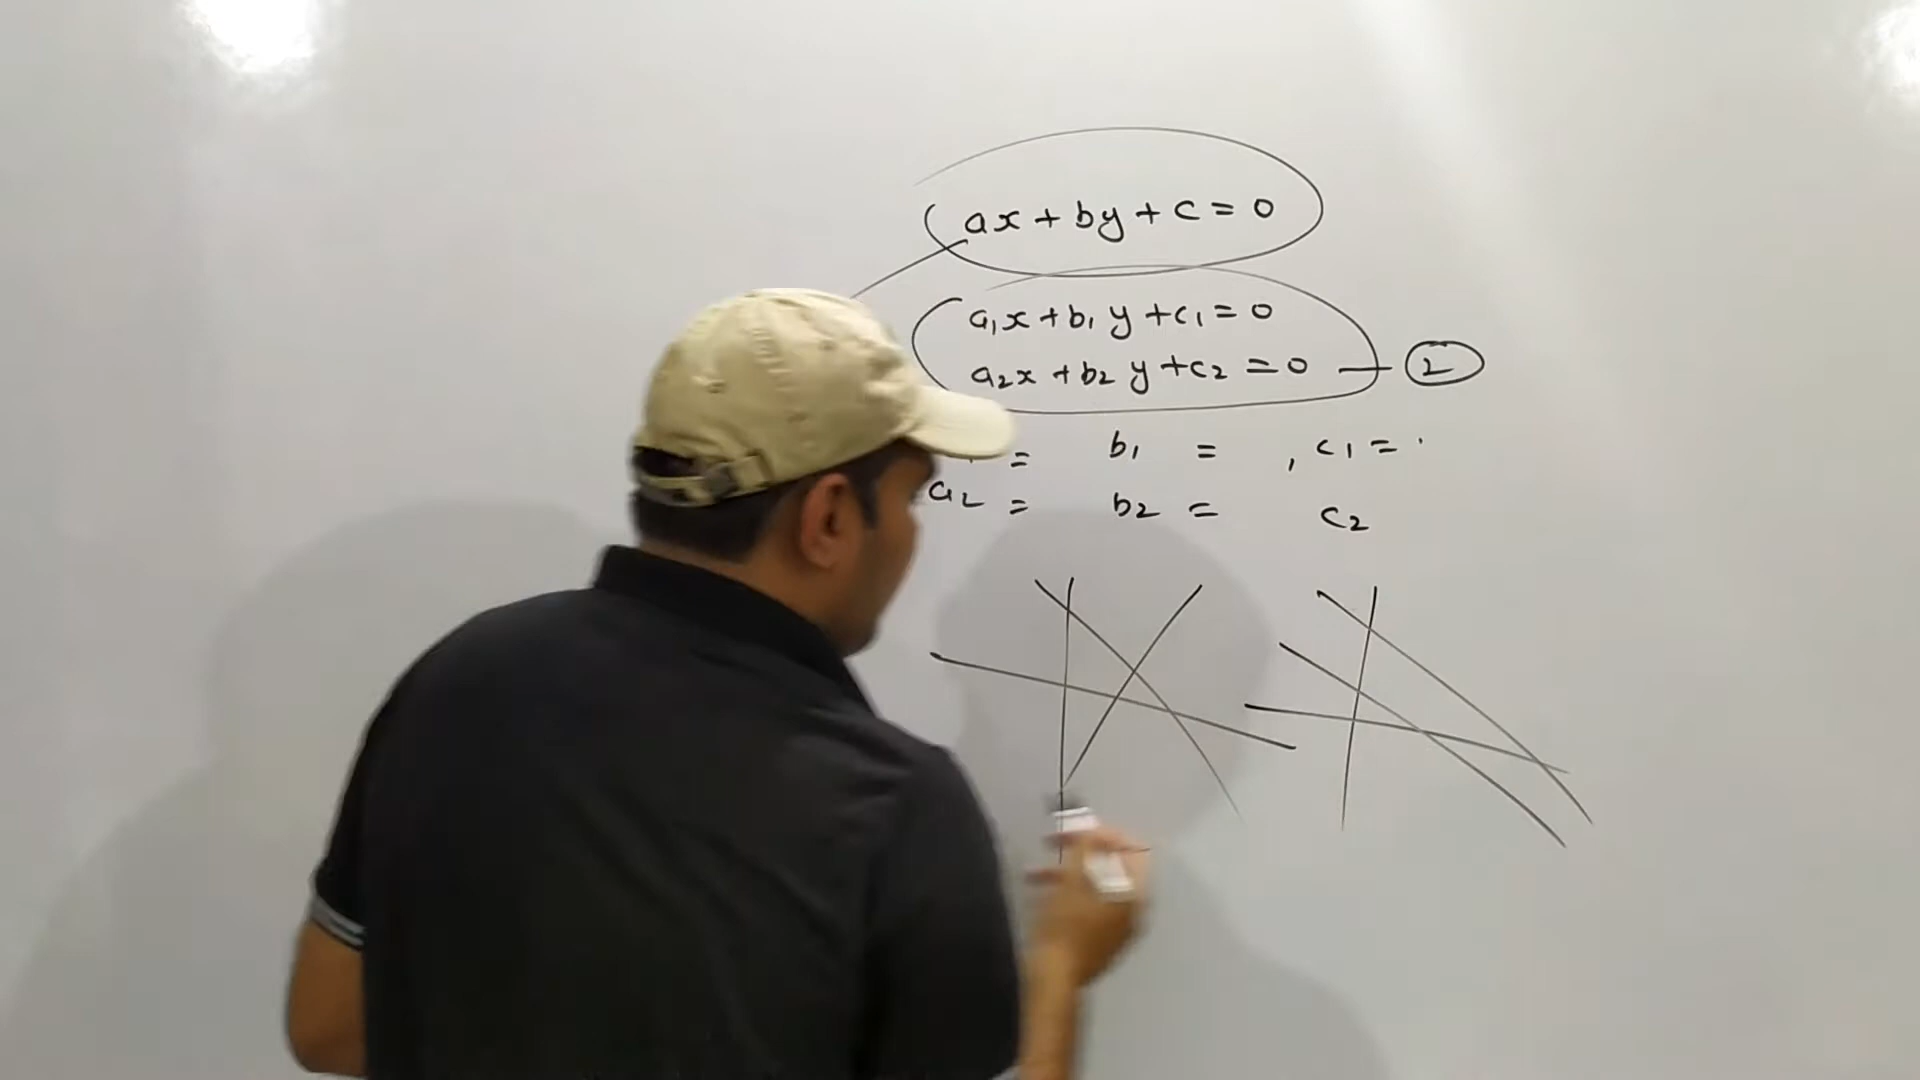 ax + by + c = 0
a₁x + b₁y + c₁ = 0
a₂x + b₂y + c₂ = 0 — 2
= b₁ = , c₁ =
a₂ = b₂ = c₂